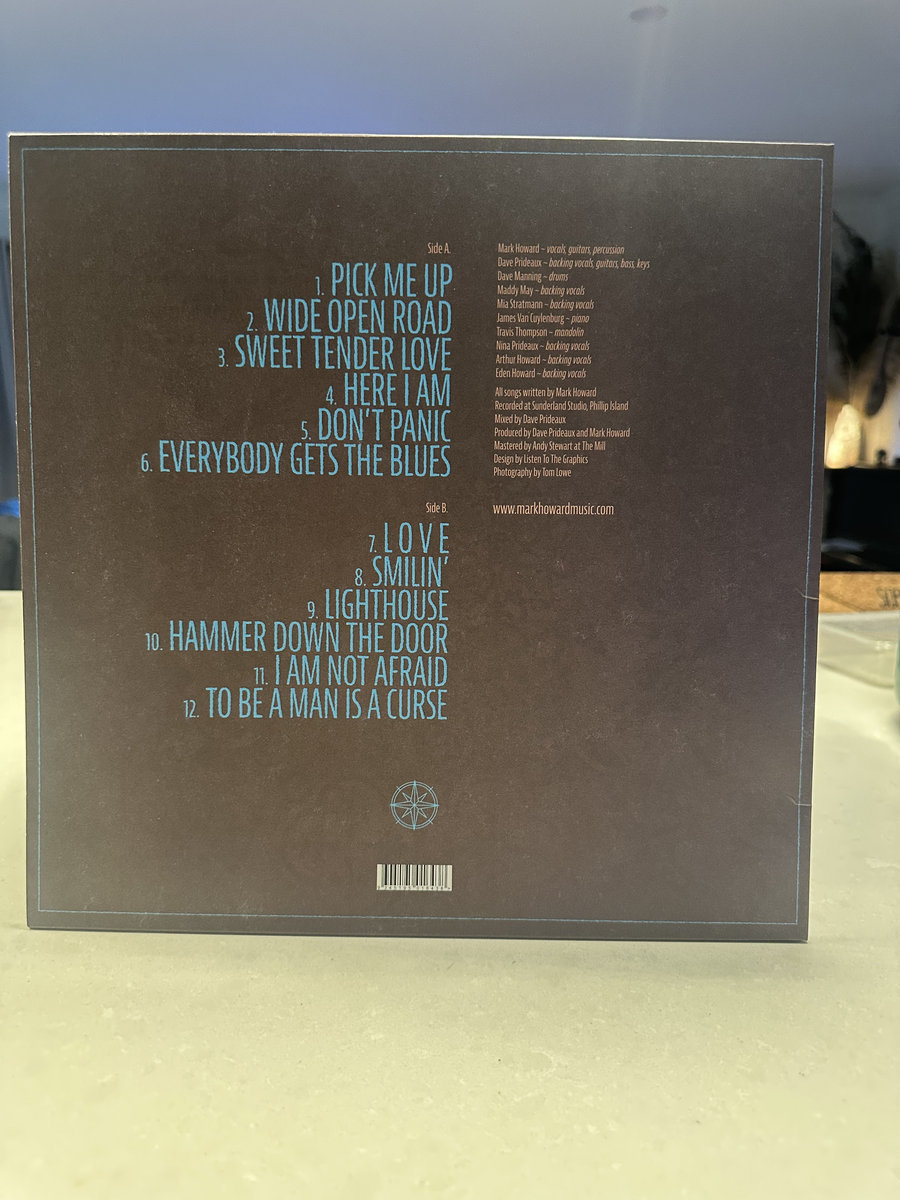 Side A.
1. PICK ME UP
2. WIDE OPEN ROAD
3. SWEET TENDER LOVE
4. HERE I AM
5. DON'T PANIC
6. EVERYBODY GETS THE BLUES
Side B.
7. L O V E
8. SMILIN'
9. LIGHTHOUSE
10. HAMMER DOWN THE DOOR
11. I AM NOT AFRAID
12. TO BE A MAN IS A CURSE
Mark Howard ~ vocals, guitars, percussion
Dave Prideaux ~ backing vocals, guitars, bass, keys
Dave Manning ~ drums
Maddy May ~ backing vocals
Mia Stratmann ~ backing vocals
James Van Cuylenburg ~ piano
Travis Thompson ~ mandolin
Nina Prideaux ~ backing vocals
Arthur Howard ~ backing vocals
Eden Howard ~ backing vocals
All songs written by Mark Howard
Recorded at Sunderland Studio, Phillip Island
Mixed by Dave Prideaux
Produced by Dave Prideaux and Mark Howard
Mastered by Andy Stewart at The Mill
Design by Listen To The Graphics
Photography by Tom Lowe
www.markhowardmusic.com